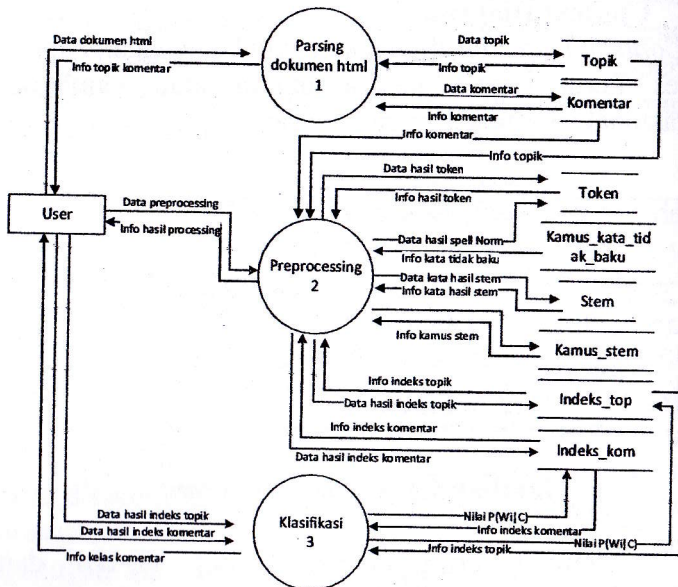 Data dokumen html
Info topik komentar
Parsing
dokumen html
1
Data topik
Info topik
Topik
Data komentar
Info komentar
Komentar
Info komentar
Info topik
Data hasil token
Info hasil token
Token
User
Data preprocessing
Info hasil processing
Preprocessing
2
Data hasil spell Norm
Info kata tidak baku
Kamus_kata_tid
ak_baku
Data kata hasil stem
Info kata hasil stem
Stem
Info kamus stem
Kamus_stem
Info indeks topik
Data hasil indeks topik
Indeks_top
Info indeks komentar
Data hasil indeks komentar
Indeks_kom
Data hasil indeks topik
Data hasil indeks komentar
Info kelas komentar
Klasifikasi
3
Nilai P(Wi|C)
Info indeks komentar
Nilai P(Wi|C)
Info indeks topik